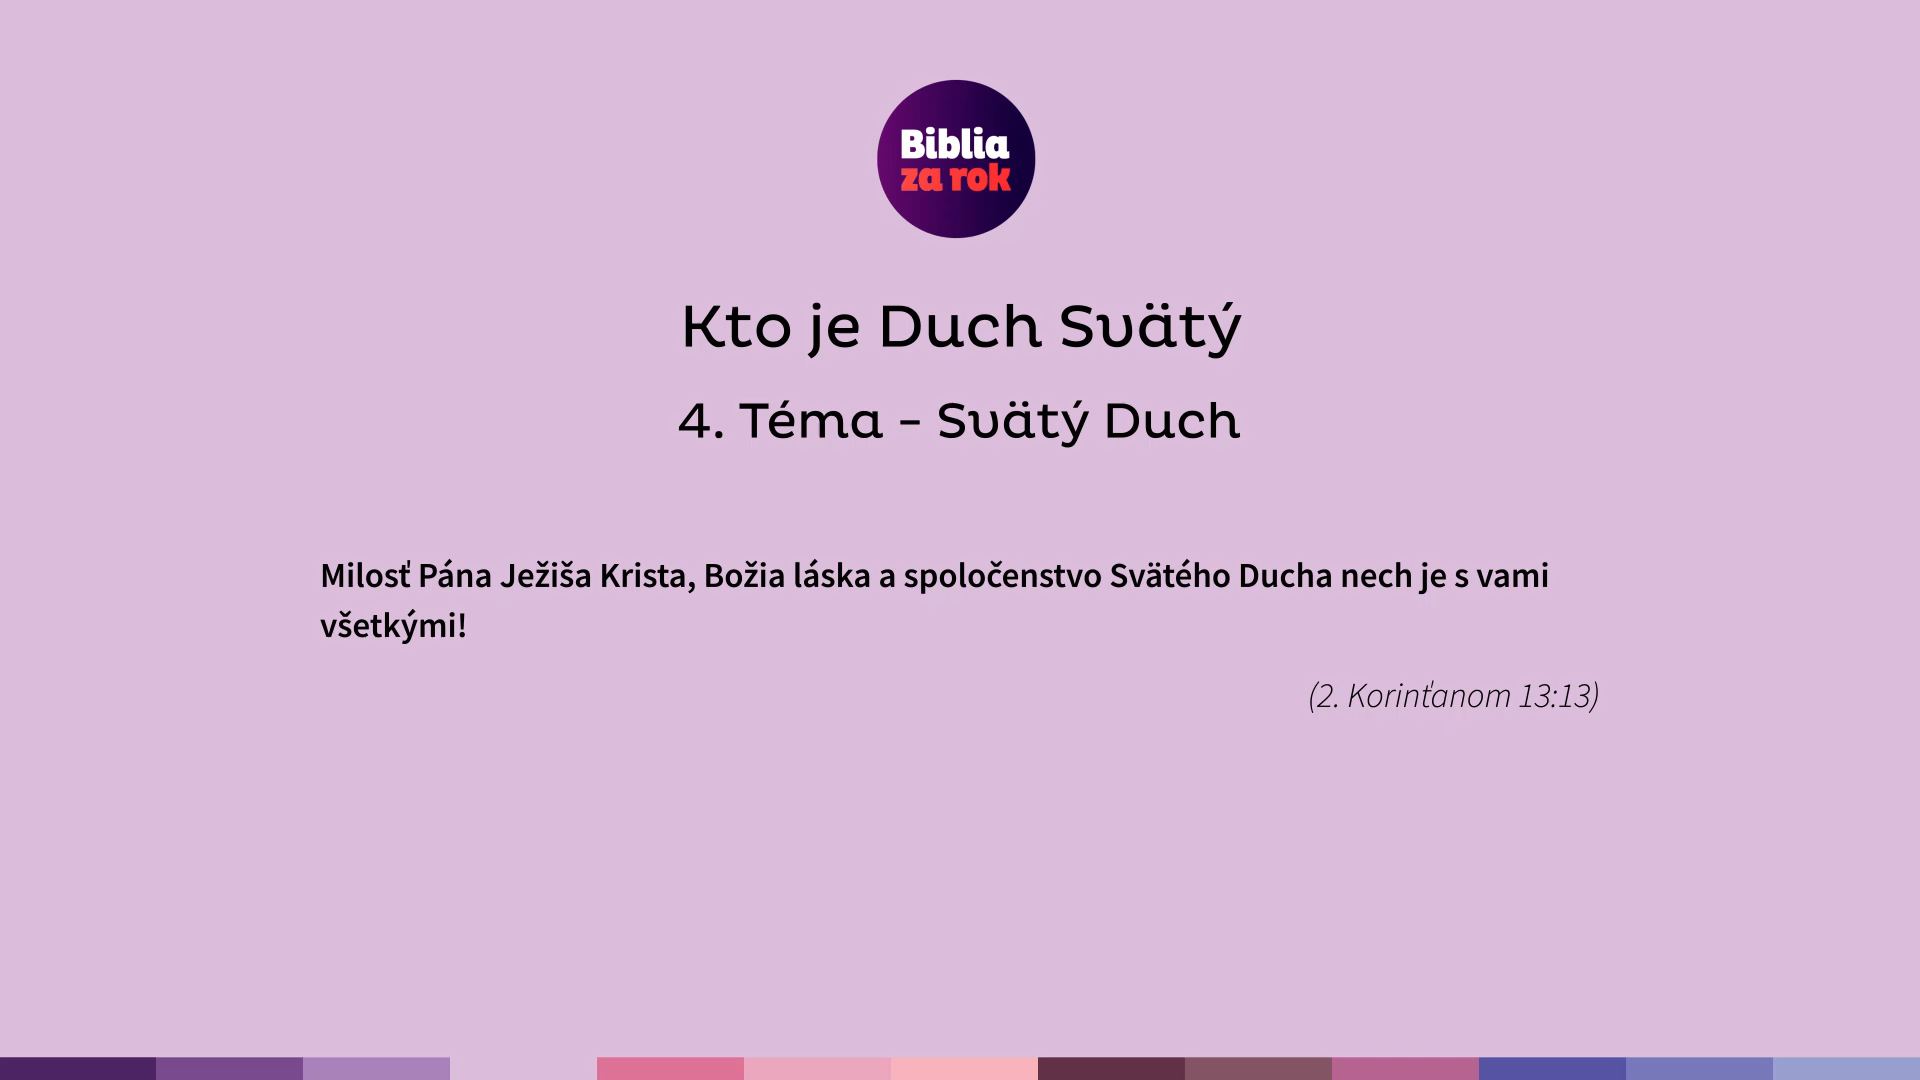 Biblia
za rok
Kto je Duch Svätý
4. Téma - Svätý Duch
Milosť Pána Ježiša Krista, Božia láska a spoločenstvo Svätého Ducha nech je s vami
všetkými!
(2. Korinťanom 13:13)